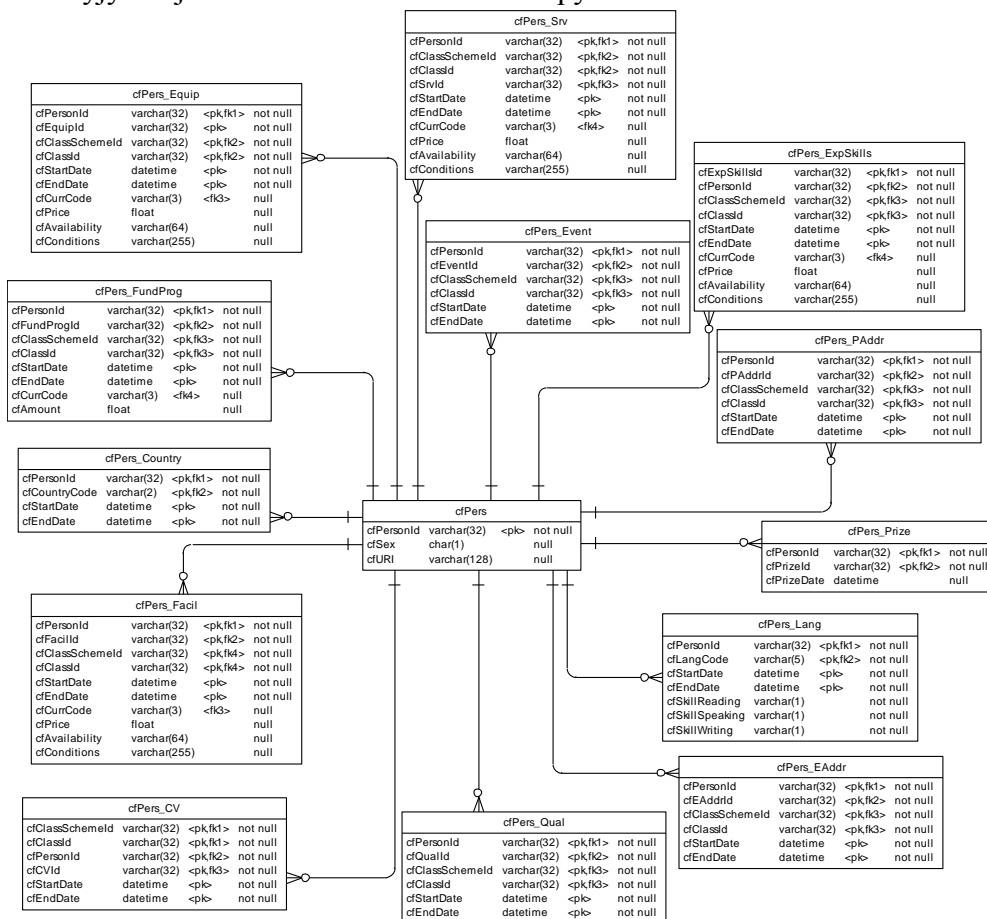 cfPers_Srv
cfPersonId varchar(32) <pk,fk1> not null
cfClassSchemeId varchar(32) <pk,fk2> not null
cfClassId varchar(32) <pk,fk2> not null
cfSrvId varchar(32) <pk,fk3> not null
cfStartDate datetime <pk> not null
cfEndDate datetime <pk> not null
cfCurrCode varchar(3) <fk4> null
cfPrice float null
cfAvailability varchar(64) null
cfConditions varchar(255) null
cfPers_Equip
cfPersonId varchar(32) <pk,fk1> not null
cfEquipId varchar(32) <pk> not null
cfClassSchemeId varchar(32) <pk,fk2> not null
cfClassId varchar(32) <pk,fk2> not null
cfStartDate datetime <pk> not null
cfEndDate datetime <pk> not null
cfCurrCode varchar(3) <fk3> null
cfPrice float null
cfAvailability varchar(64) null
cfConditions varchar(255) null
cfPers_ExpSkills
cfExpSkillsId varchar(32) <pk,fk1> not null
cfPersonId varchar(32) <pk,fk2> not null
cfClassSchemeId varchar(32) <pk,fk3> not null
cfClassId varchar(32) <pk,fk3> not null
cfStartDate datetime <pk> not null
cfEndDate datetime <pk> not null
cfCurrCode varchar(3) <fk4> null
cfPrice float null
cfAvailability varchar(64) null
cfConditions varchar(255) null
cfPers_Event
cfPersonId varchar(32) <pk,fk1> not null
cfEventId varchar(32) <pk,fk2> not null
cfClassSchemeId varchar(32) <pk,fk3> not null
cfClassId varchar(32) <pk,fk3> not null
cfStartDate datetime <pk> not null
cfEndDate datetime <pk> not null
cfPers_FundProg
cfPersonId varchar(32) <pk,fk1> not null
cfFundProgId varchar(32) <pk,fk2> not null
cfClassSchemeId varchar(32) <pk,fk3> not null
cfClassId varchar(32) <pk,fk3> not null
cfStartDate datetime <pk> not null
cfEndDate datetime <pk> not null
cfCurrCode varchar(3) <fk4> null
cfAmount float null
cfPers_PAddr
cfPersonId varchar(32) <pk,fk1> not null
cfPAddrId varchar(32) <pk,fk2> not null
cfClassSchemeId varchar(32) <pk,fk3> not null
cfClassId varchar(32) <pk,fk3> not null
cfStartDate datetime <pk> not null
cfEndDate datetime <pk> not null
cfPers_Country
cfPersonId varchar(32) <pk,fk1> not null
cfCountryCode varchar(2) <pk,fk2> not null
cfStartDate datetime <pk> not null
cfEndDate datetime <pk> not null
cfPers
cfPersonId varchar(32) <pk> not null
cfSex char(1) null
cfURI varchar(128) null
cfPers_Prize
cfPersonId varchar(32) <pk,fk1> not null
cfPrizeId varchar(32) <pk,fk2> not null
cfPrizeDate datetime null
cfPers_Facil
cfPersonId varchar(32) <pk,fk1> not null
cfFacilId varchar(32) <pk,fk2> not null
cfClassSchemeId varchar(32) <pk,fk4> not null
cfClassId varchar(32) <pk,fk4> not null
cfStartDate datetime <pk> not null
cfEndDate datetime <pk> not null
cfCurrCode varchar(3) <fk3> null
cfPrice float null
cfAvailability varchar(64) null
cfConditions varchar(255) null
cfPers_Lang
cfPersonId varchar(32) <pk,fk1> not null
cfLangCode varchar(5) <pk,fk2> not null
cfStartDate datetime <pk> not null
cfEndDate datetime <pk> not null
cfSkillReading varchar(1) not null
cfSkillSpeaking varchar(1) not null
cfSkillWriting varchar(1) not null
cfPers_EAddr
cfPersonId varchar(32) <pk,fk1> not null
cfEAddrId varchar(32) <pk,fk2> not null
cfClassSchemeId varchar(32) <pk,fk3> not null
cfClassId varchar(32) <pk,fk3> not null
cfStartDate datetime <pk> not null
cfEndDate datetime <pk> not null
cfPers_CV
cfClassSchemeId varchar(32) <pk,fk1> not null
cfClassId varchar(32) <pk,fk1> not null
cfPersonId varchar(32) <pk,fk2> not null
cfCVId varchar(32) <pk,fk3> not null
cfStartDate datetime <pk> not null
cfEndDate datetime <pk> not null
cfPers_Qual
cfPersonId varchar(32) <pk,fk1> not null
cfQualId varchar(32) <pk,fk2> not null
cfClassSchemeId varchar(32) <pk,fk3> not null
cfClassId varchar(32) <pk,fk3> not null
cfStartDate datetime <pk> not null
cfEndDate datetime <pk> not null